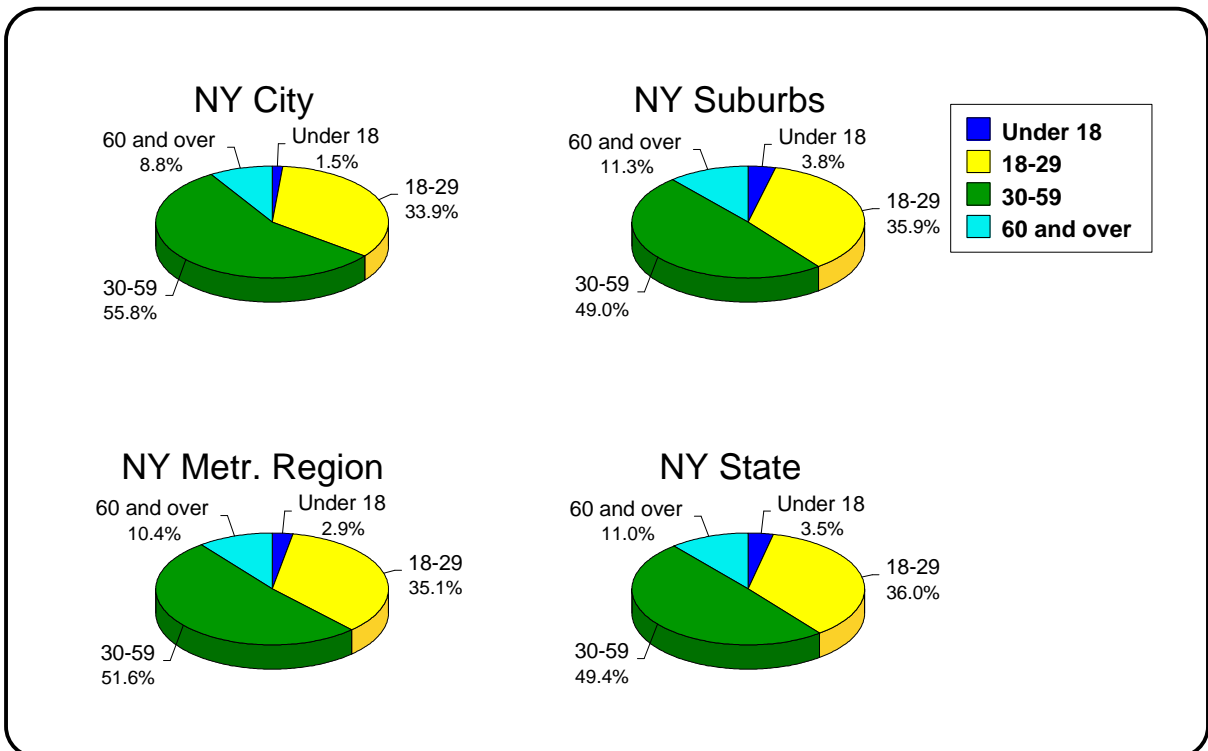 NY City
60 and over
8.8%
Under 18
1.5%
18-29
33.9%
30-59
55.8%
NY Suburbs
60 and over
11.3%
Under 18
3.8%
18-29
35.9%
30-59
49.0%
Under 18
18-29
30-59
60 and over
NY Metr. Region
60 and over
10.4%
Under 18
2.9%
18-29
35.1%
30-59
51.6%
NY State
60 and over
11.0%
Under 18
3.5%
18-29
36.0%
30-59
49.4%